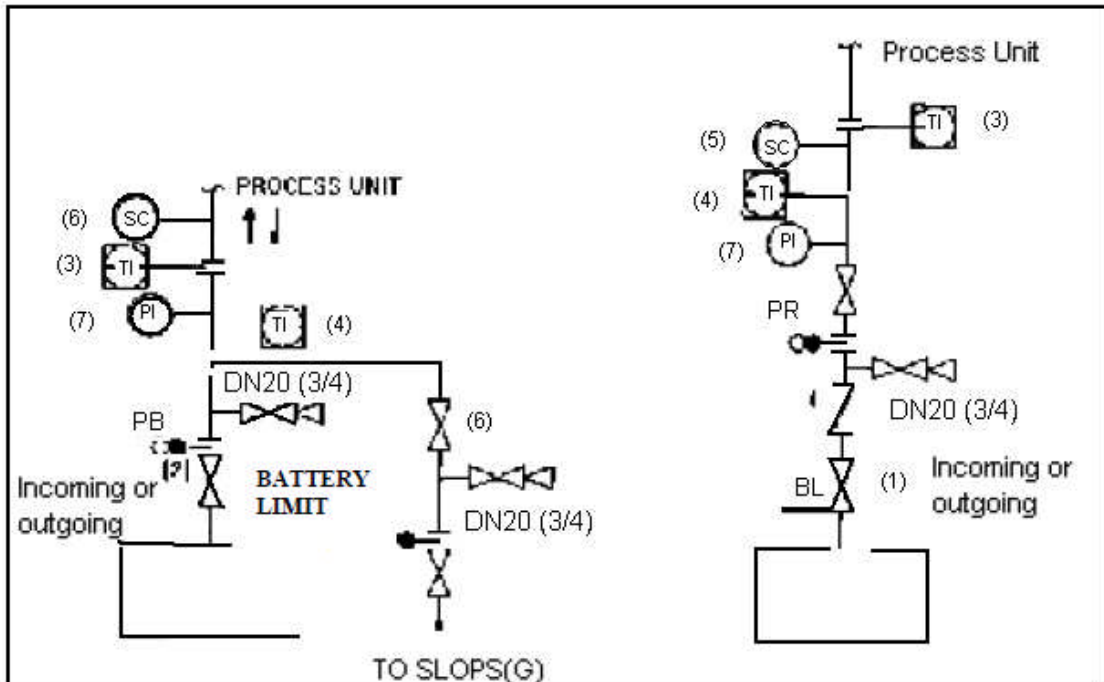 PROCESS UNIT
SC
(6)
TI
(3)
PI
(7)
TI
(4)
DN20 (3/4)
PB
(2)
Incoming or
outgoing
BATTERY
LIMIT
(6)
DN20 (3/4)
TO SLOPS(G)
Process Unit
TI
(3)
(5)
SC
(4)
TI
(7)
PI
PR
DN20 (3/4)
BL
(1)
Incoming or
outgoing